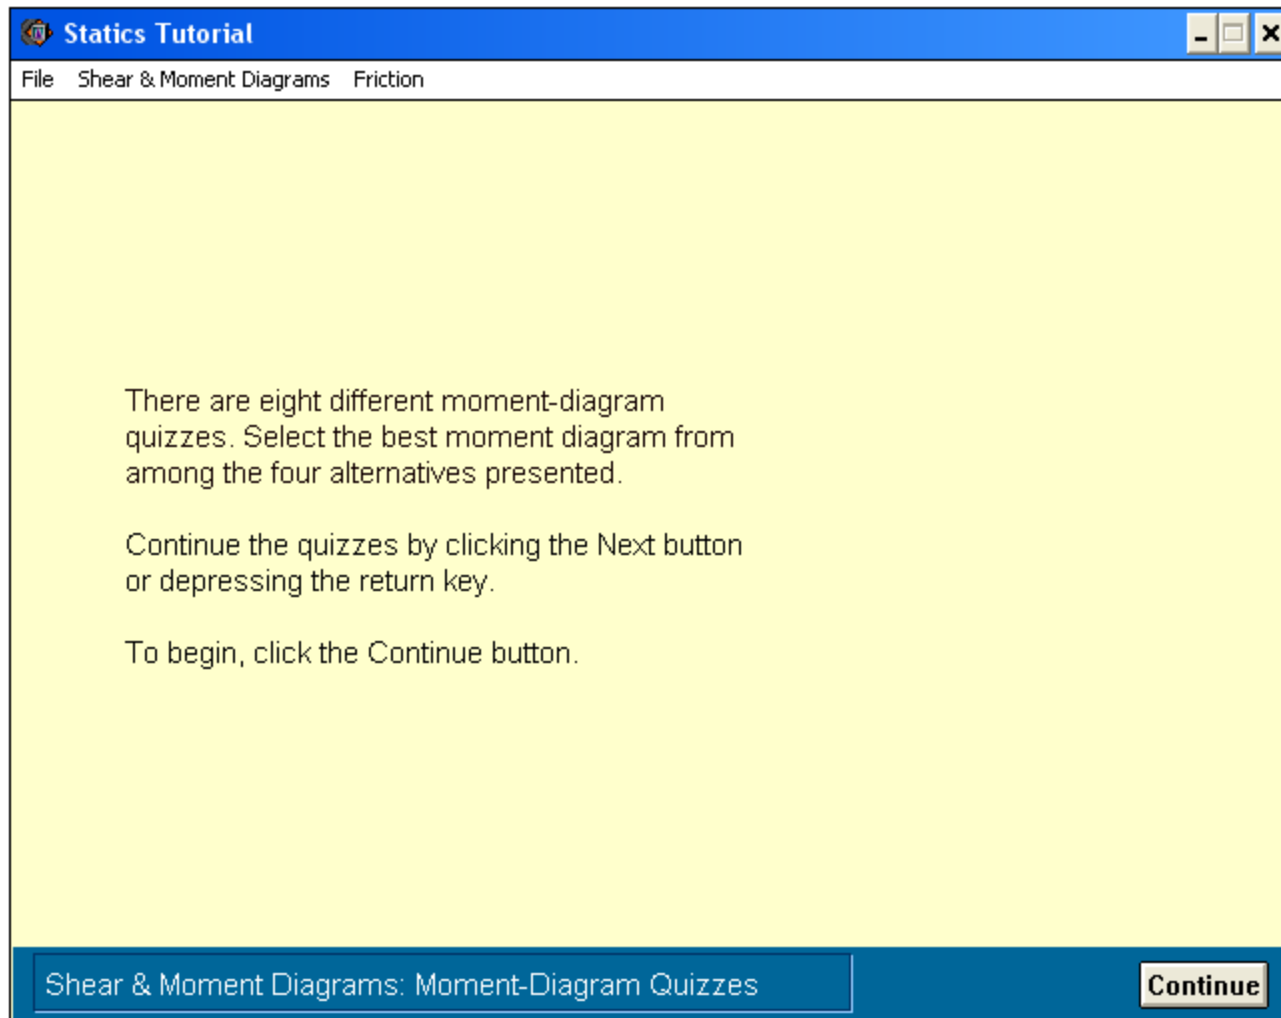 Statics Tutorial
File Shear & Moment Diagrams Friction
There are eight different moment-diagram
quizzes. Select the best moment diagram from
among the four alternatives presented.
Continue the quizzes by clicking the Next button
or depressing the return key.
To begin, click the Continue button.
Shear & Moment Diagrams: Moment-Diagram Quizzes
Continue